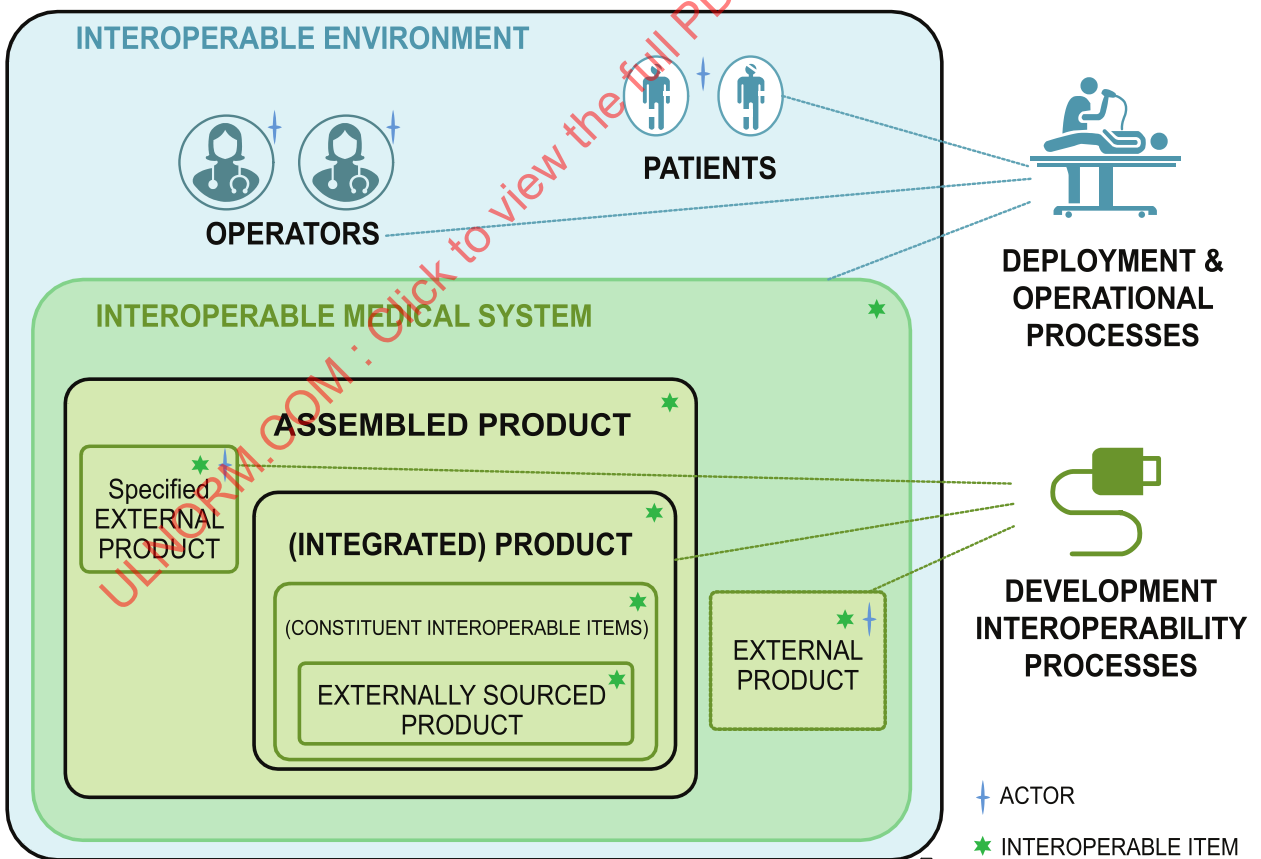 INTEROPERABLE ENVIRONMENT
PATIENTS
OPERATORS
DEPLOYMENT &
OPERATIONAL
PROCESSES
INTEROPERABLE MEDICAL SYSTEM
ASSEMBLED PRODUCT
Specified
EXTERNAL
PRODUCT
(INTEGRATED) PRODUCT
(CONSTITUENT INTEROPERABLE ITEMS)
EXTERNALLY SOURCED
PRODUCT
EXTERNAL
PRODUCT
DEVELOPMENT
INTEROPERABILITY
PROCESSES
ACTOR
INTEROPERABLE ITEM
ULNORM.COM : Click to view the full